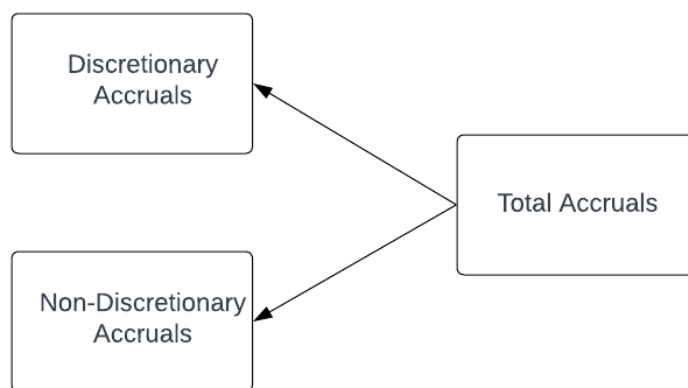 Discretionary
Accruals
Total Accruals
Non-Discretionary
Accruals